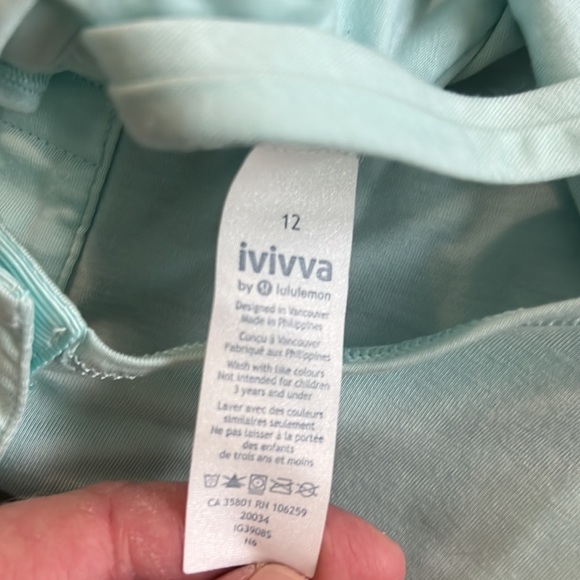 12
ivivva
by lululemon
Designed in Vancouver
Made in Philippines
Conçu à Vancouver
Fabriqué aux Philippines
Wash with like colours
Not intended for children
3 years and under
Laver avec des couleurs
similaires seulement
Ne pas laisser à la portée
des enfants
de trois ans et moins
CA 35801 RN 106259
20034
IG3908S
N6